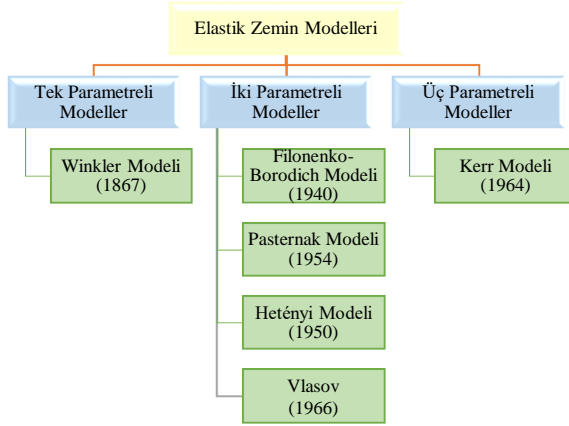 Elastik Zemin Modelleri
Tek Parametreli
Modeller
İki Parametreli
Modeller
Üç Parametreli
Modeller
Winkler Modeli
(1867)
Filonenko-
Borodich Modeli
(1940)
Kerr Modeli
(1964)
Pasternak Modeli
(1954)
Hetényi Modeli
(1950)
Vlasov
(1966)